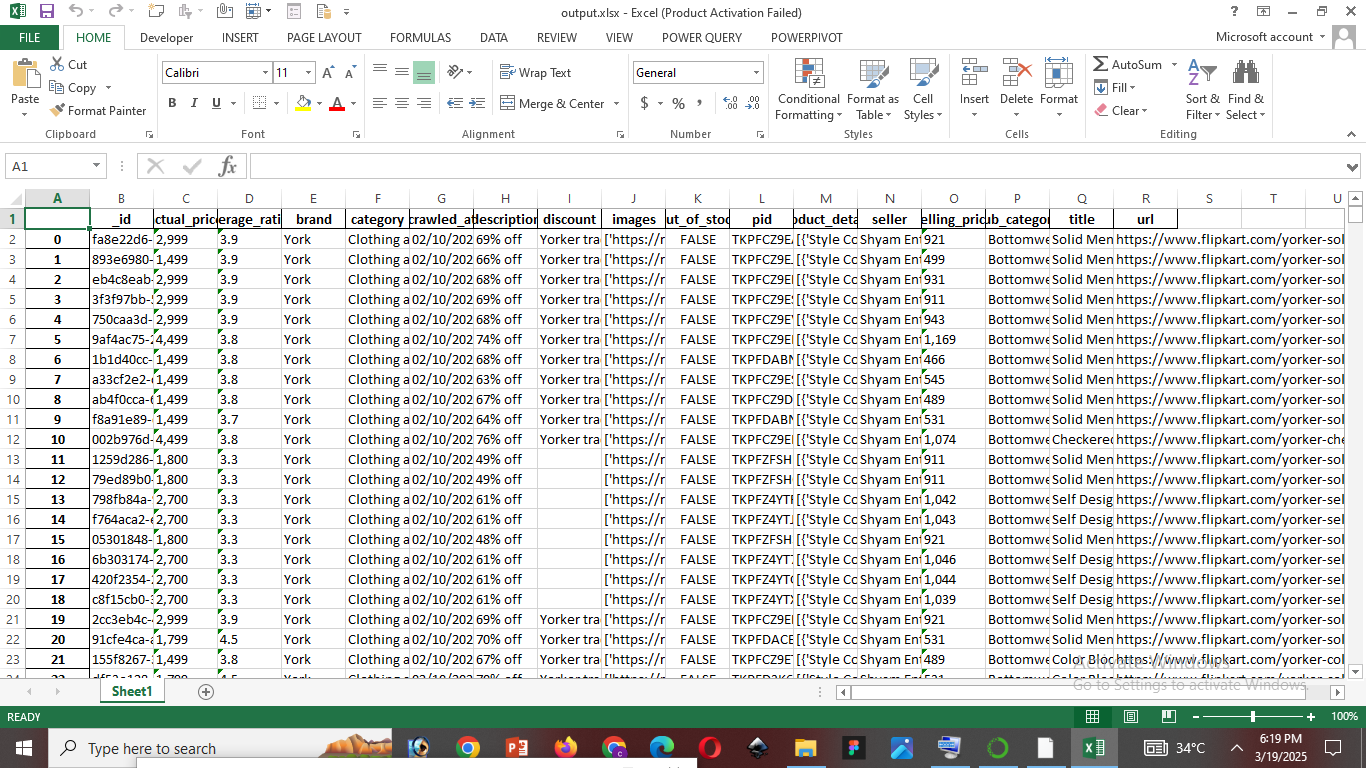 output.xlsx - Excel (Product Activation Failed)
FILE HOME Developer INSERT PAGE LAYOUT FORMULAS DATA REVIEW VIEW POWER QUERY POWERPIVOT Microsoft account
Paste Cut Copy Format Painter Clipboard
Calibri 11 B I U A Font
Wrap Text Merge & Center Alignment
General $ % , Number
Conditional Formatting Format as Table Cell Styles Styles
Insert Delete Format Cells
AutoSum Fill Clear Sort & Filter Find & Select Editing
A1 fx
A B C D E F G H I J K L M N O P Q R S T U
1 _id ctual_price erage_rati brand category crawled_at description discount images ut_of_stoc pid oduct_deta seller elling_pric ub_categor title url
2 0 fa8e22d6- 2,999 3.9 York Clothing a 02/10/202 69% off Yorker tra ['https://r FALSE TKPFCZ9E [{'Style Co Shyam Ent 921 Bottomwe Solid Men https://www.flipkart.com/yorker-sol
3 1 893e6980- 1,499 3.9 York Clothing a 02/10/202 66% off Yorker tra ['https://r FALSE TKPFCZ9E [{'Style Co Shyam Ent 499 Bottomwe Solid Men https://www.flipkart.com/yorker-sol
4 2 eb4c8eab- 2,999 3.9 York Clothing a 02/10/202 68% off Yorker tra ['https://r FALSE TKPFCZ9E [{'Style Co Shyam Ent 931 Bottomwe Solid Men https://www.flipkart.com/yorker-sol
5 3 3f3f97bb- 2,999 3.9 York Clothing a 02/10/202 69% off Yorker tra ['https://r FALSE TKPFCZ9E [{'Style Co Shyam Ent 911 Bottomwe Solid Men https://www.flipkart.com/yorker-sol
6 4 750caa3d- 2,999 3.9 York Clothing a 02/10/202 68% off Yorker tra ['https://r FALSE TKPFCZ9E [{'Style Co Shyam Ent 943 Bottomwe Solid Men https://www.flipkart.com/yorker-sol
7 5 9af4ac75- 4,499 3.8 York Clothing a 02/10/202 74% off Yorker tra ['https://r FALSE TKPFCZ9E [{'Style Co Shyam Ent 1,169 Bottomwe Solid Men https://www.flipkart.com/yorker-sol
8 6 1b1d40cc- 1,499 3.8 York Clothing a 02/10/202 68% off Yorker tra ['https://r FALSE TKPFDABN [{'Style Co Shyam Ent 466 Bottomwe Solid Men https://www.flipkart.com/yorker-sol
9 7 a33cf2e2- 1,499 3.8 York Clothing a 02/10/202 63% off Yorker tra ['https://r FALSE TKPFCZ9E [{'Style Co Shyam Ent 545 Bottomwe Solid Men https://www.flipkart.com/yorker-sol
10 8 ab4f0cca- 1,499 3.8 York Clothing a 02/10/202 67% off Yorker tra ['https://r FALSE TKPFCZ9D [{'Style Co Shyam Ent 489 Bottomwe Solid Men https://www.flipkart.com/yorker-sol
11 9 f8a91e89- 1,499 3.7 York Clothing a 02/10/202 64% off Yorker tra ['https://r FALSE TKPFDABN [{'Style Co Shyam Ent 531 Bottomwe Solid Men https://www.flipkart.com/yorker-sol
12 10 002b976d- 4,499 3.8 York Clothing a 02/10/202 76% off Yorker tra ['https://r FALSE TKPFCZ9E [{'Style Co Shyam Ent 1,074 Bottomwe Checkered https://www.flipkart.com/yorker-che
13 11 1259d286- 1,800 3.3 York Clothing a 02/10/202 49% off ['https://r FALSE TKPFZFSH [{'Style Co Shyam Ent 911 Bottomwe Self Desig https://www.flipkart.com/yorker-sel
14 12 79ed89b0- 1,800 3.3 York Clothing a 02/10/202 49% off ['https://r FALSE TKPFZFSH [{'Style Co Shyam Ent 911 Bottomwe Self Desig https://www.flipkart.com/yorker-sel
15 13 798fb84a- 2,700 3.3 York Clothing a 02/10/202 61% off ['https://r FALSE TKPFZ4YT [{'Style Co Shyam Ent 1,042 Bottomwe Self Desig https://www.flipkart.com/yorker-sel
16 14 f764aca2- 2,700 3.3 York Clothing a 02/10/202 61% off ['https://r FALSE TKPFZ4YT [{'Style Co Shyam Ent 1,043 Bottomwe Self Desig https://www.flipkart.com/yorker-sel
17 15 05301848- 1,800 3.3 York Clothing a 02/10/202 48% off ['https://r FALSE TKPFZFSH [{'Style Co Shyam Ent 921 Bottomwe Self Desig https://www.flipkart.com/yorker-sel
18 16 6b303174- 2,700 3.3 York Clothing a 02/10/202 61% off ['https://r FALSE TKPFZ4YT [{'Style Co Shyam Ent 1,046 Bottomwe Self Desig https://www.flipkart.com/yorker-sel
19 17 420f2354- 2,700 3.3 York Clothing a 02/10/202 61% off ['https://r FALSE TKPFZ4YT [{'Style Co Shyam Ent 1,044 Bottomwe Self Desig https://www.flipkart.com/yorker-sel
20 18 c8f15cb0- 2,700 3.3 York Clothing a 02/10/202 61% off ['https://r FALSE TKPFZ4YT [{'Style Co Shyam Ent 1,039 Bottomwe Self Desig https://www.flipkart.com/yorker-sel
21 19 2cc3eb4c- 2,999 3.9 York Clothing a 02/10/202 69% off Yorker tra ['https://r FALSE TKPFCZ9E [{'Style Co Shyam Ent 921 Bottomwe Solid Men https://www.flipkart.com/yorker-sol
22 20 91cfe4ca- 1,799 4.5 York Clothing a 02/10/202 70% off Yorker tra ['https://r FALSE TKPFDACE [{'Style Co Shyam Ent 531 Bottomwe Solid Men https://www.flipkart.com/yorker-sol
23 21 155f8267- 1,499 3.8 York Clothing a 02/10/202 67% off Yorker tra ['https://r FALSE TKPFCZ9E [{'Style Co Shyam Ent 489 Bottomwe Color Bloc https://www.flipkart.com/yorker-col
Activate Windows
Go to Settings to activate Windows.
Sheet1
READY 100%
Type here to search 34°C 6:19 PM
3/19/2025